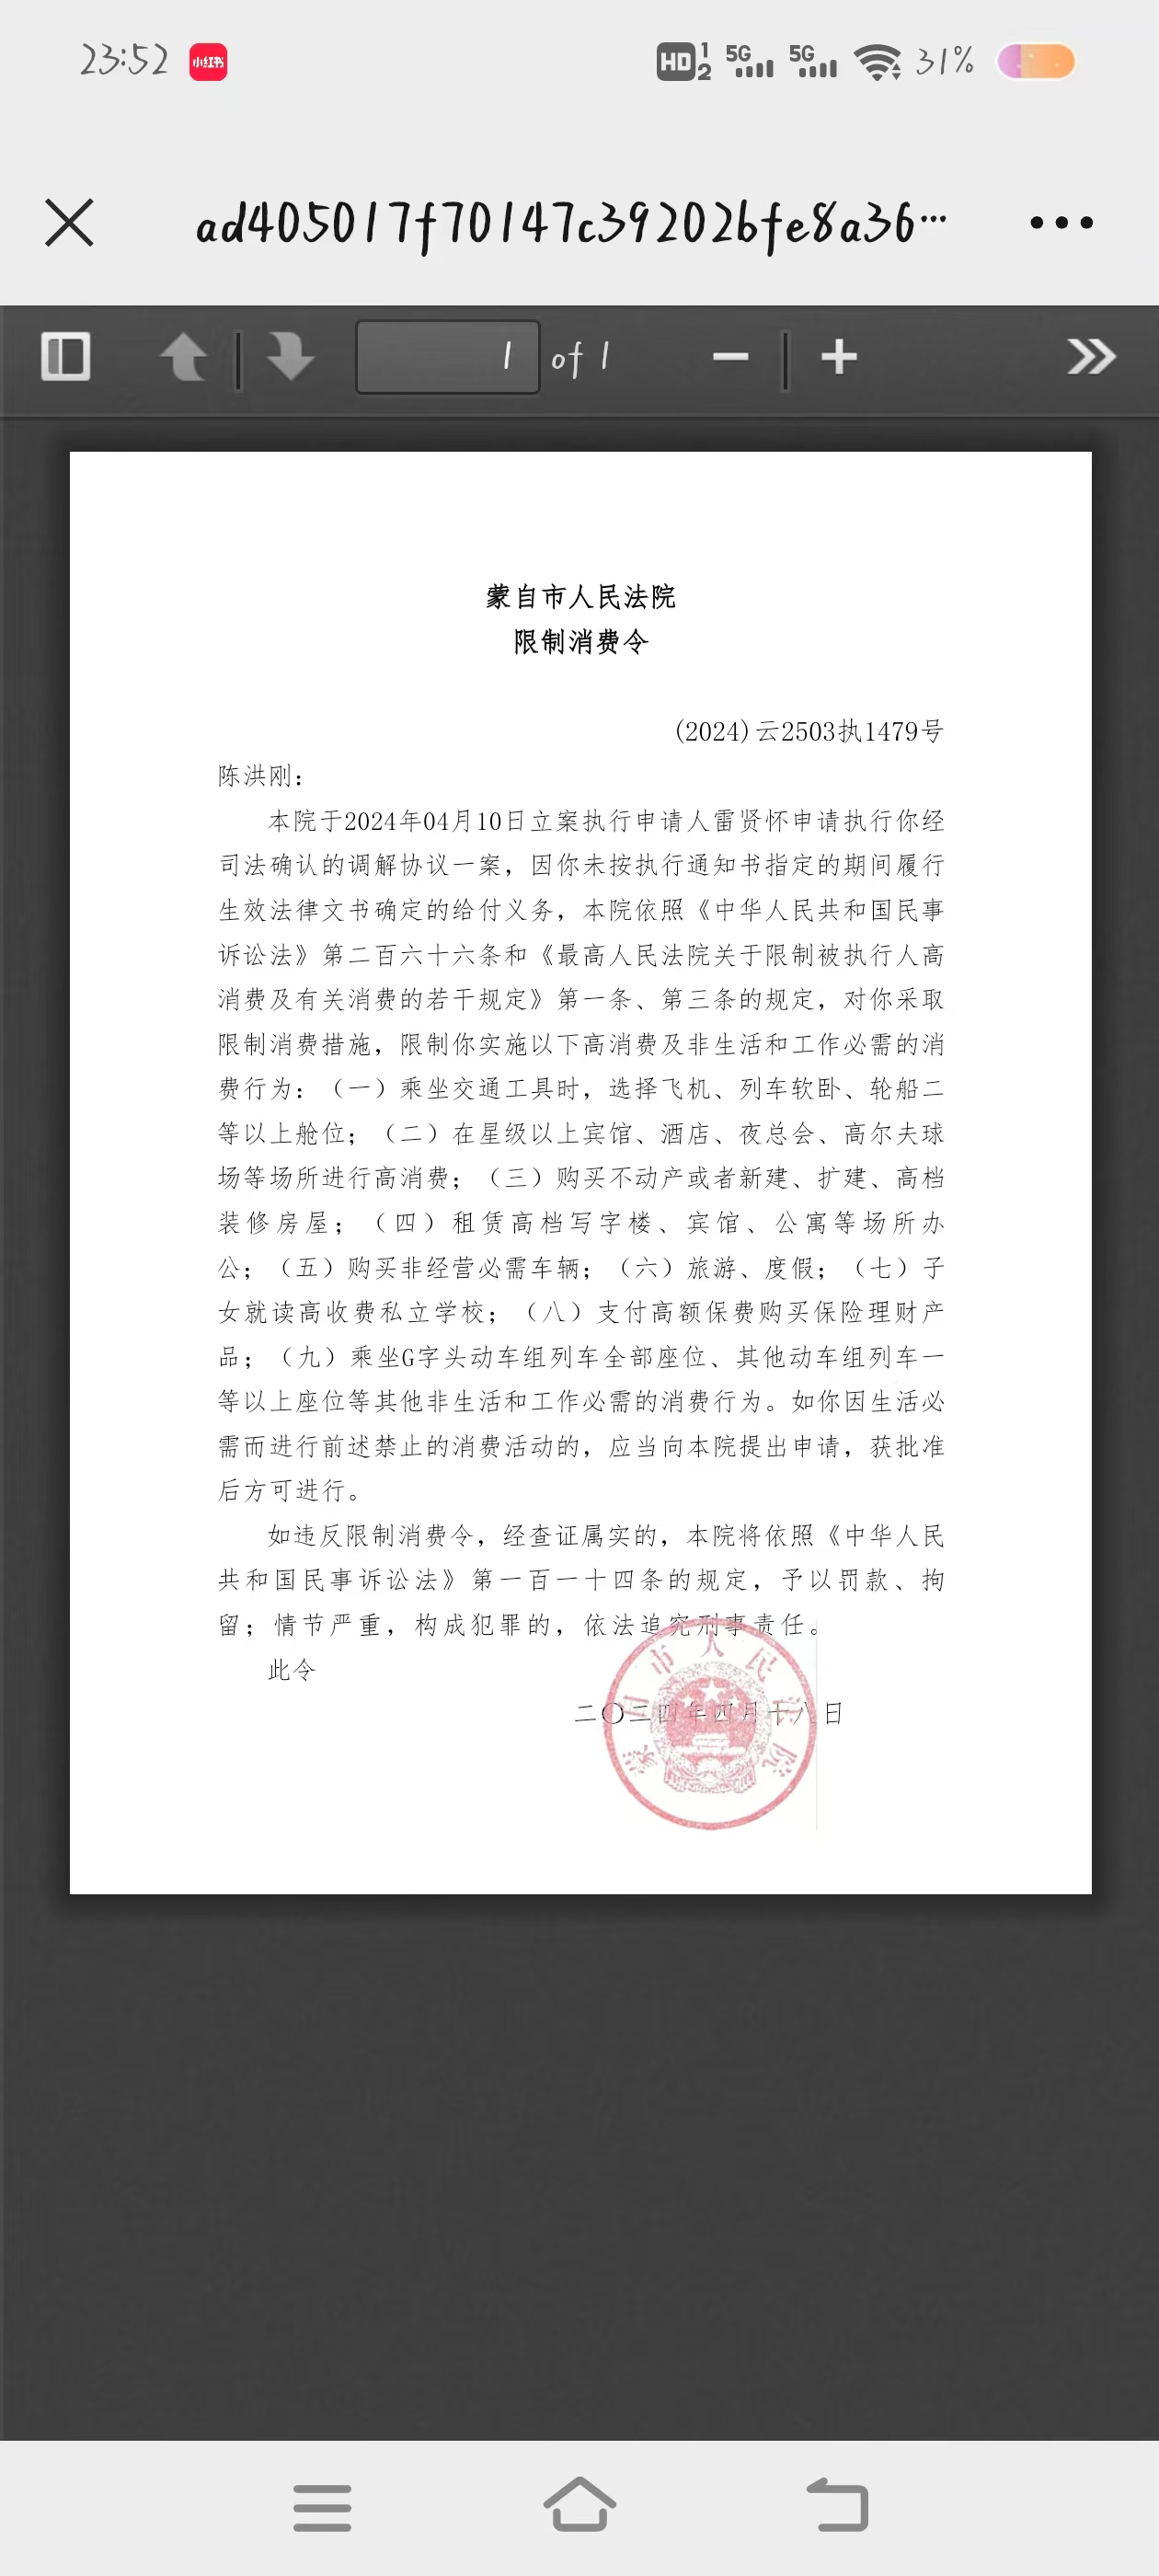 23:52 小红书 HD 1 2 5G 5G 31%
ad405017f70147c39202bfe8a36…
1 of 1
蒙自市人民法院
限制消费令
(2024)云2503执1479号
陈洪刚：
本院于2024年04月10日立案执行申请人雷贤怀申请执行你经
司法确认的调解协议一案，因你未按执行通知书指定的期间履行
生效法律文书确定的给付义务，本院依照《中华人民共和国民事
诉讼法》第二百六十六条和《最高人民法院关于限制被执行人高
消费及有关消费的若干规定》第一条、第三条的规定，对你采取
限制消费措施，限制你实施以下高消费及非生活和工作必需的消
费行为：（一）乘坐交通工具时，选择飞机、列车软卧、轮船二
等以上舱位；（二）在星级以上宾馆、酒店、夜总会、高尔夫球
场等场所进行高消费；（三）购买不动产或者新建、扩建、高档
装修房屋；（四）租赁高档写字楼、宾馆、公寓等场所办
公；（五）购买非经营必需车辆；（六）旅游、度假；（七）子
女就读高收费私立学校；（八）支付高额保费购买保险理财产
品；（九）乘坐G字头动车组列车全部座位、其他动车组列车一
等以上座位等其他非生活和工作必需的消费行为。如你因生活必
需而进行前述禁止的消费活动的，应当向本院提出申请，获批准
后方可进行。
如违反限制消费令，经查证属实的，本院将依照《中华人民
共和国民事诉讼法》第一百一十四条的规定，予以罚款、拘
留；情节严重，构成犯罪的，依法追究刑事责任。
此令
二〇二四年四月十八日
蒙自市人民法院